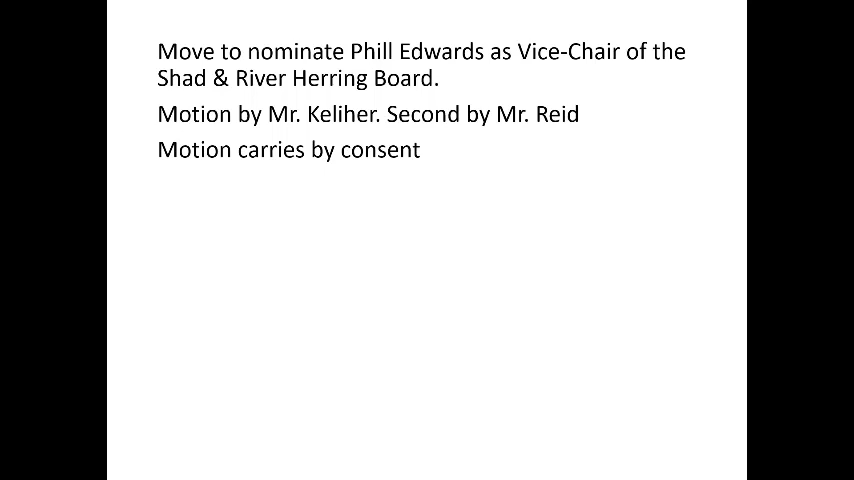 Move to nominate Phill Edwards as Vice-Chair of the
Shad & River Herring Board.
Motion by Mr. Keliher. Second by Mr. Reid
Motion carries by consent